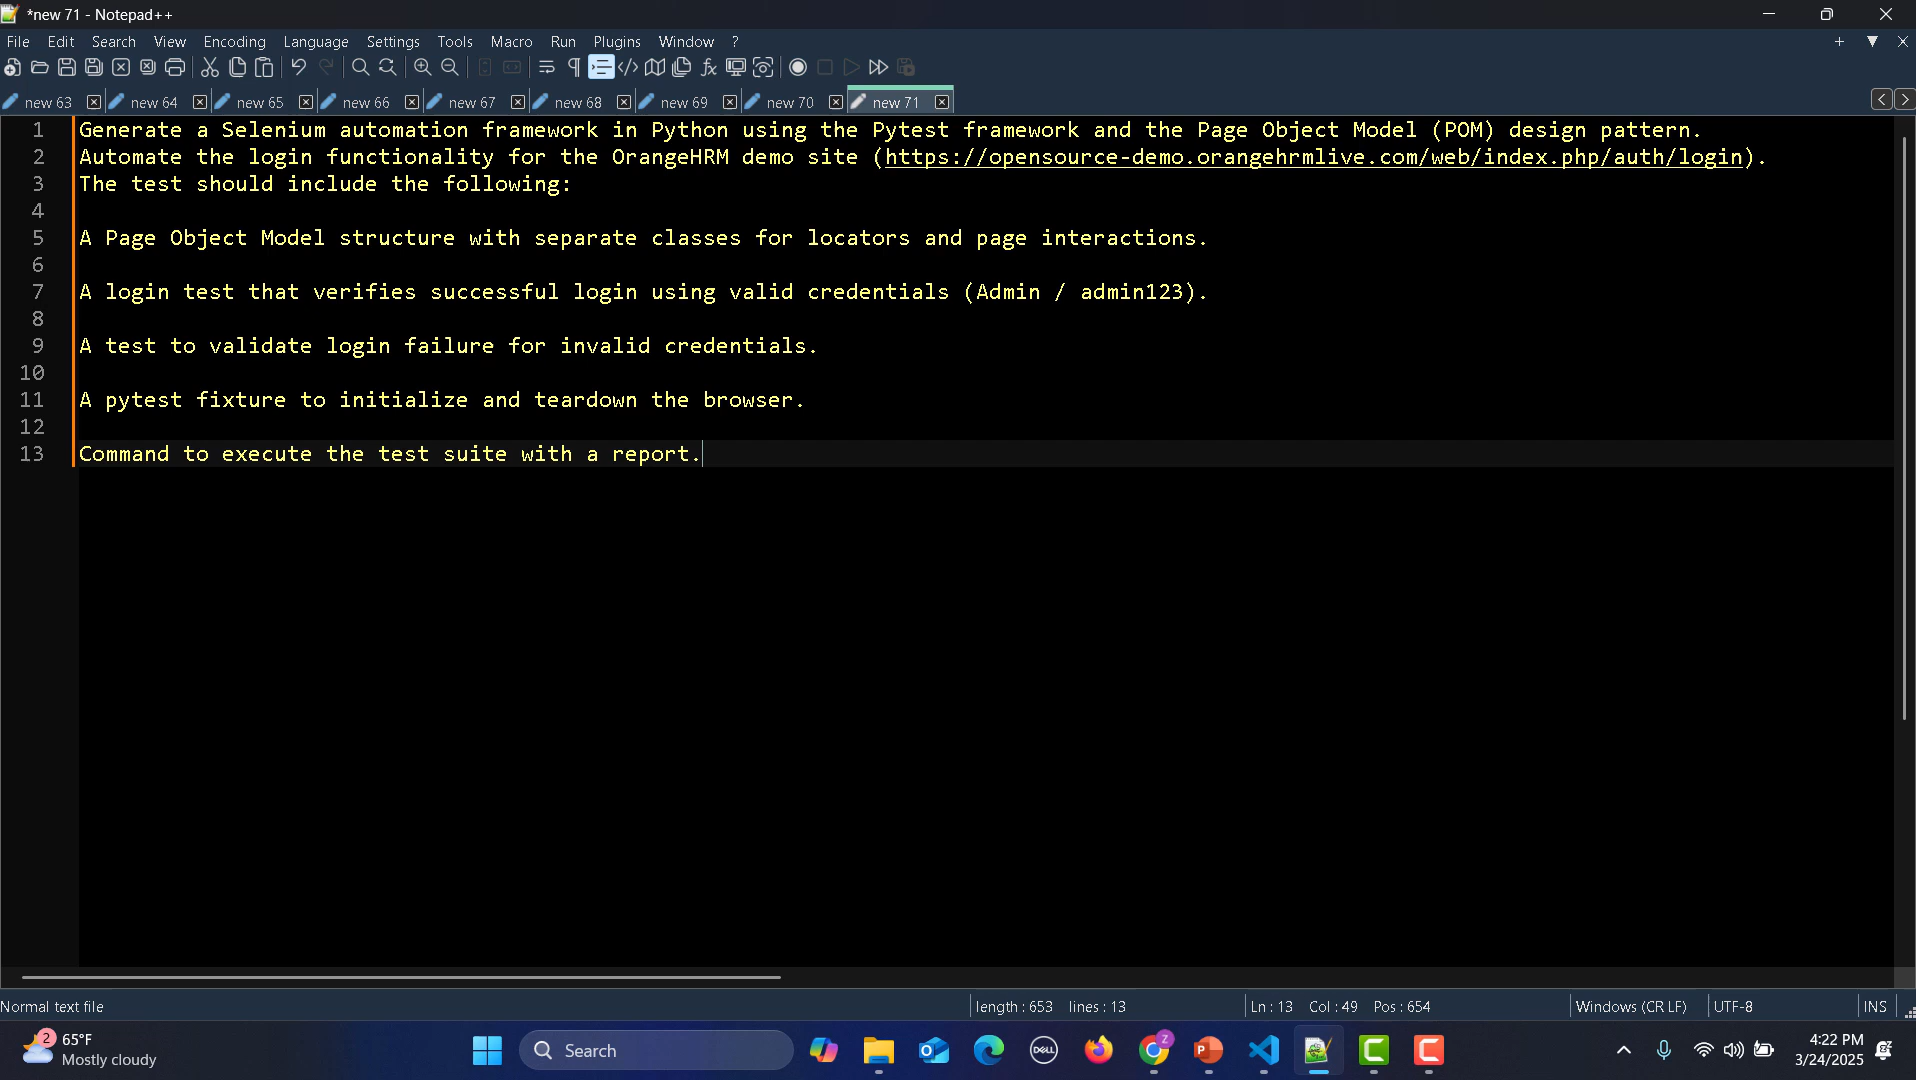 *new 71 - Notepad++
File Edit Search View Encoding Language Settings Tools Macro Run Plugins Window ?
new 63 new 64 new 65 new 66 new 67 new 68 new 69 new 70 new 71
1 Generate a Selenium automation framework in Python using the Pytest framework and the Page Object Model (POM) design pattern.
2 Automate the login functionality for the OrangeHRM demo site (https://opensource-demo.orangehrmlive.com/web/index.php/auth/login).
3 The test should include the following:
4
5 A Page Object Model structure with separate classes for locators and page interactions.
6
7 A login test that verifies successful login using valid credentials (Admin / admin123).
8
9 A test to validate login failure for invalid credentials.
10
11 A pytest fixture to initialize and teardown the browser.
12
13 Command to execute the test suite with a report.
Normal text file length : 653 lines : 13 Ln : 13 Col : 49 Pos : 654 Windows (CR LF) UTF-8 INS
2 65°F
Mostly cloudy
Search
DELL
Z
4:22 PM
3/24/2025